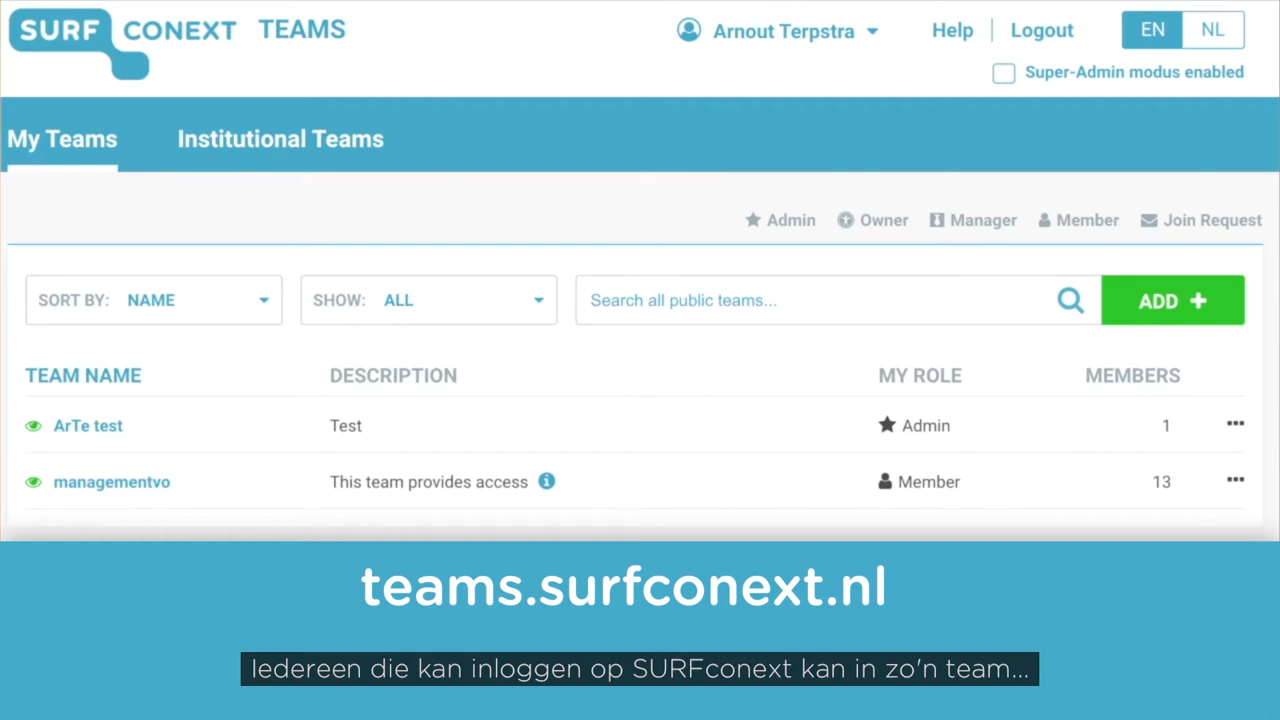 SURF CONEXT TEAMS
Arnout Terpstra
Help
Logout
EN
NL
Super-Admin modus enabled
My Teams
Institutional Teams
Admin
Owner
Manager
Member
Join Request
SORT BY: NAME
SHOW: ALL
Search all public teams...
ADD +
TEAM NAME
DESCRIPTION
MY ROLE
MEMBERS
ArTe test
Test
Admin
1
managementvo
This team provides access
Member
13
teams.surfconext.nl
Iedereen die kan inloggen op SURFconext kan in zo'n team...